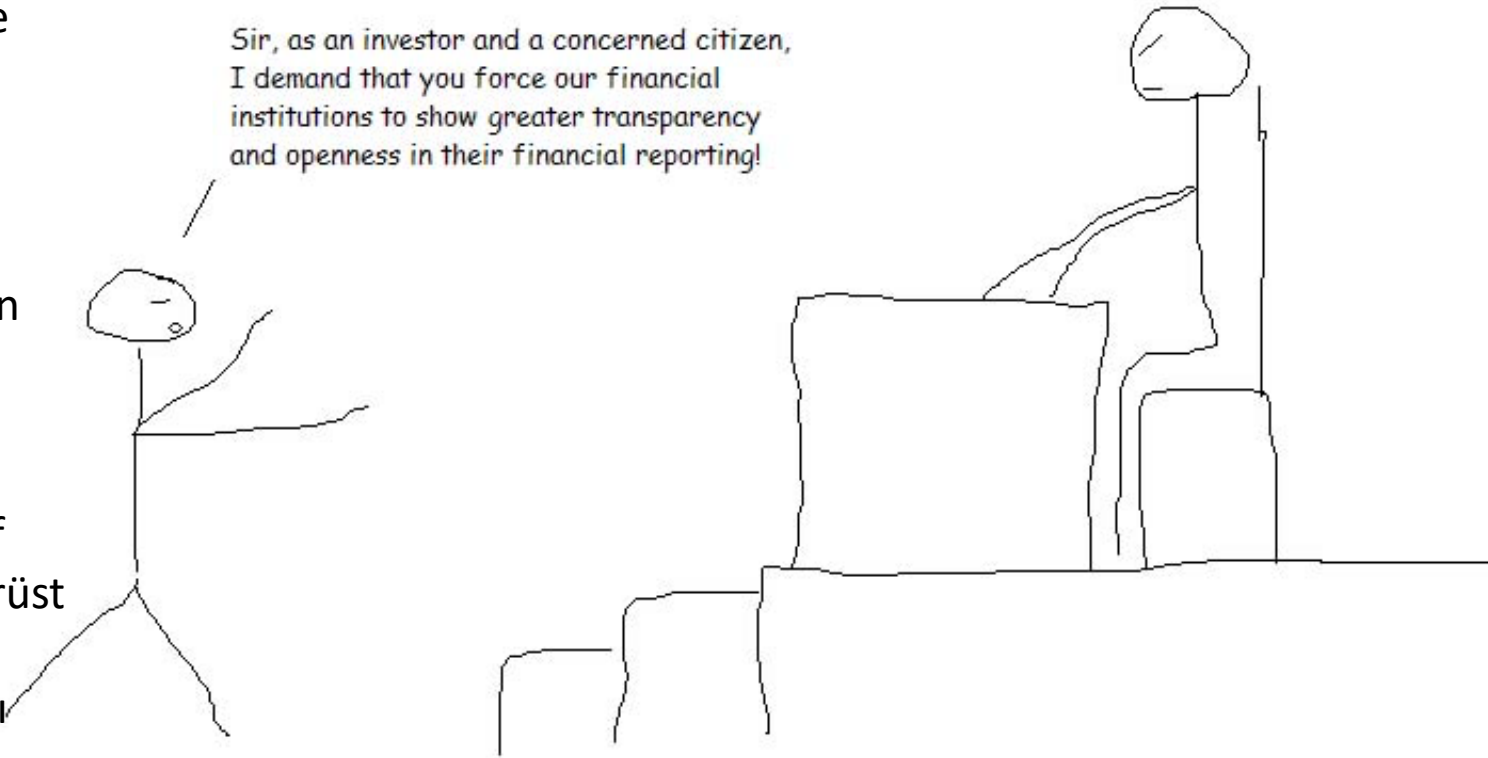 Sir, as an investor and a concerned citizen,
I demand that you force our financial
institutions to show greater transparency
and openness in their financial reporting!